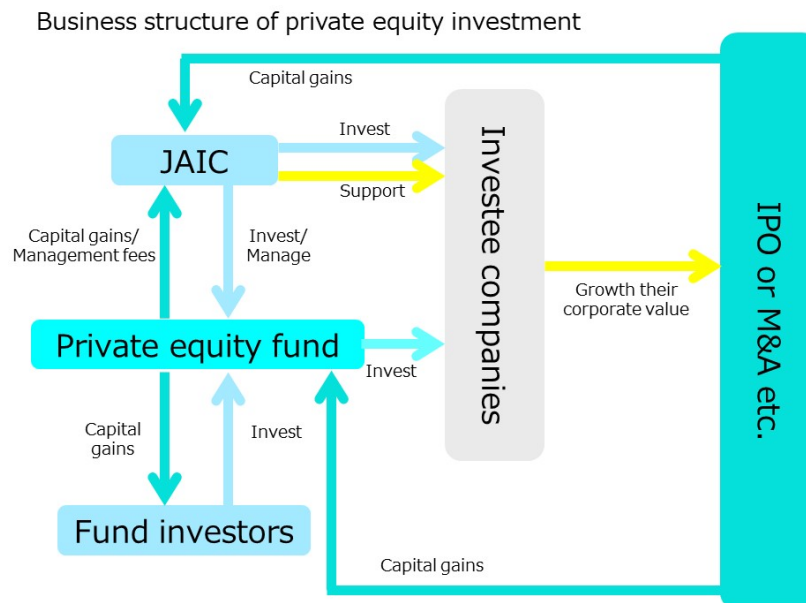 Business structure of private equity investment
Capital gains
Invest
JAIC
Support
Capital gains/
Management fees
Invest/
Manage
Investee companies
IPO or M&A etc.
Growth their
corporate value
Private equity fund
Invest
Capital
gains
Invest
Fund investors
Capital gains